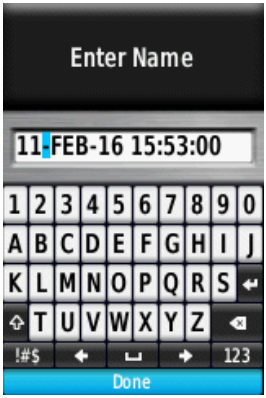 Enter Name
11-FEB-16 15:53:00
1 2 3 4 5 6 7 8 9 0
A B C D E F G H I J
K L M N O P Q R S
T U V W X Y Z
!#$ 123
Done